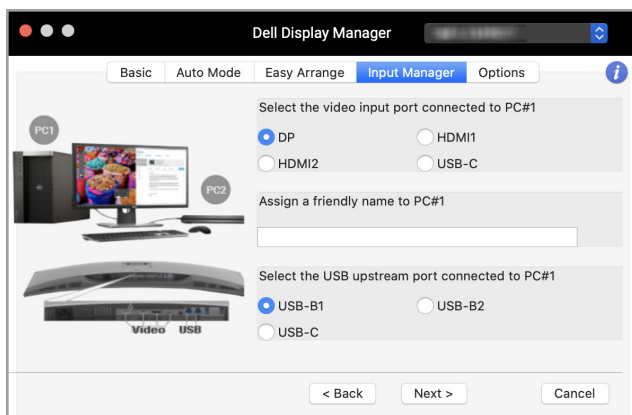 Dell Display Manager
Basic Auto Mode Easy Arrange Input Manager Options i
Select the video input port connected to PC#1
PC1
DP HDMI1
HDMI2 USB-C
PC2
Assign a friendly name to PC#1
Select the USB upstream port connected to PC#1
USB-B1 USB-B2
Video USB
USB-C
< Back Next > Cancel